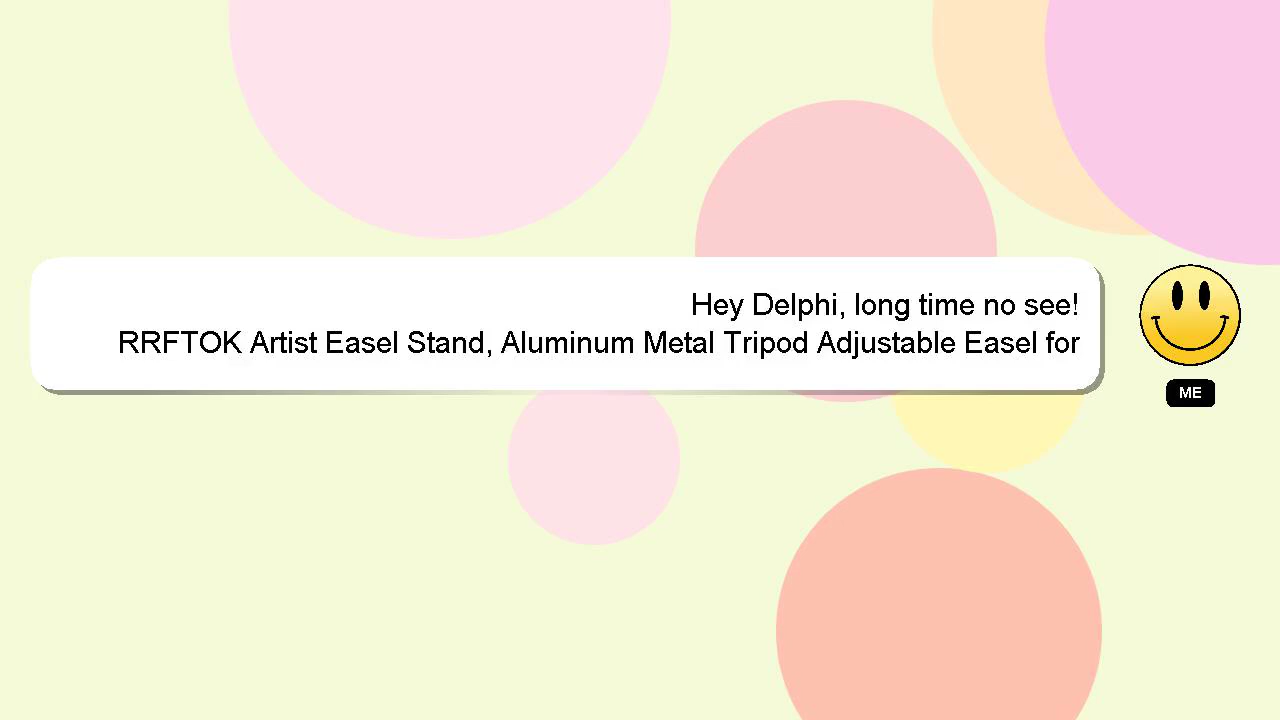 Hey Delphi, long time no see!
RRFTOK Artist Easel Stand, Aluminum Metal Tripod Adjustable Easel for
ME